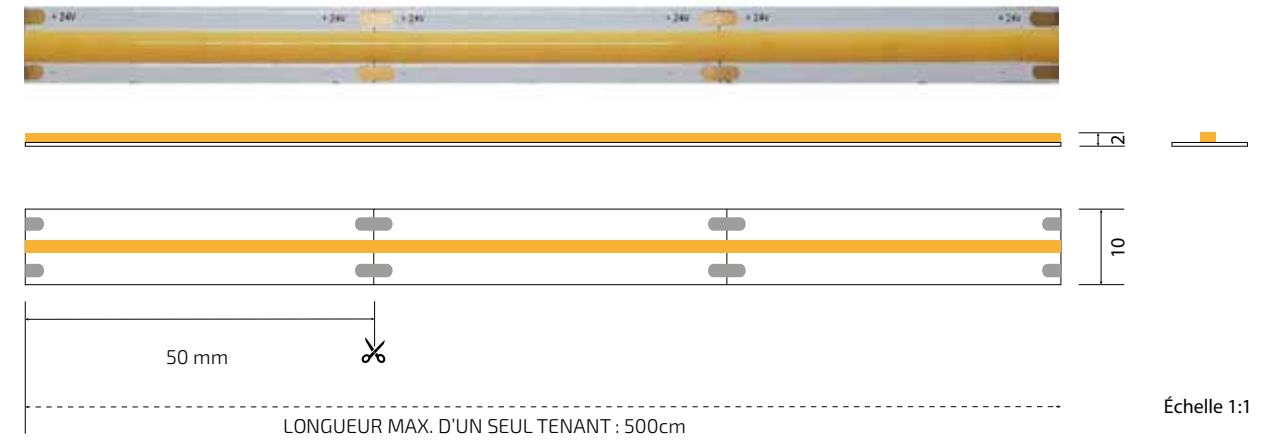 + 24V + 24V + 24V + 24V + 24V + 24V
2
10
50 mm
LONGUEUR MAX. D'UN SEUL TENANT : 500cm
Échelle 1:1